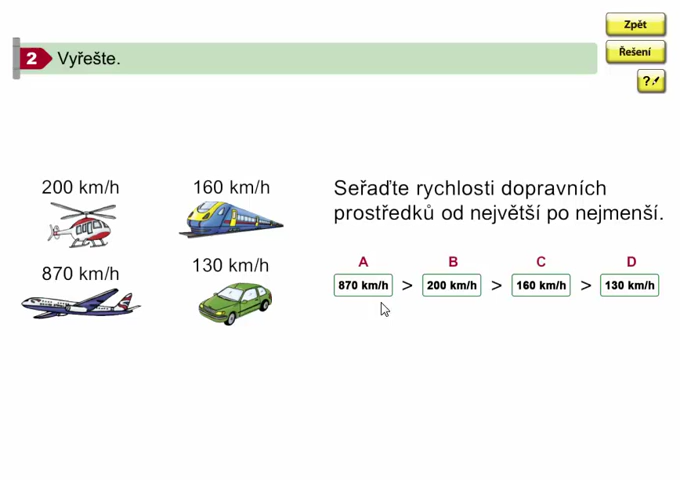 Zpět
2 Vyřešte.
Řešení
?
200 km/h
160 km/h
870 km/h
130 km/h
Seřaďte rychlosti dopravních
prostředků od největší po nejmenší.
A B C D
870 km/h > 200 km/h > 160 km/h > 130 km/h